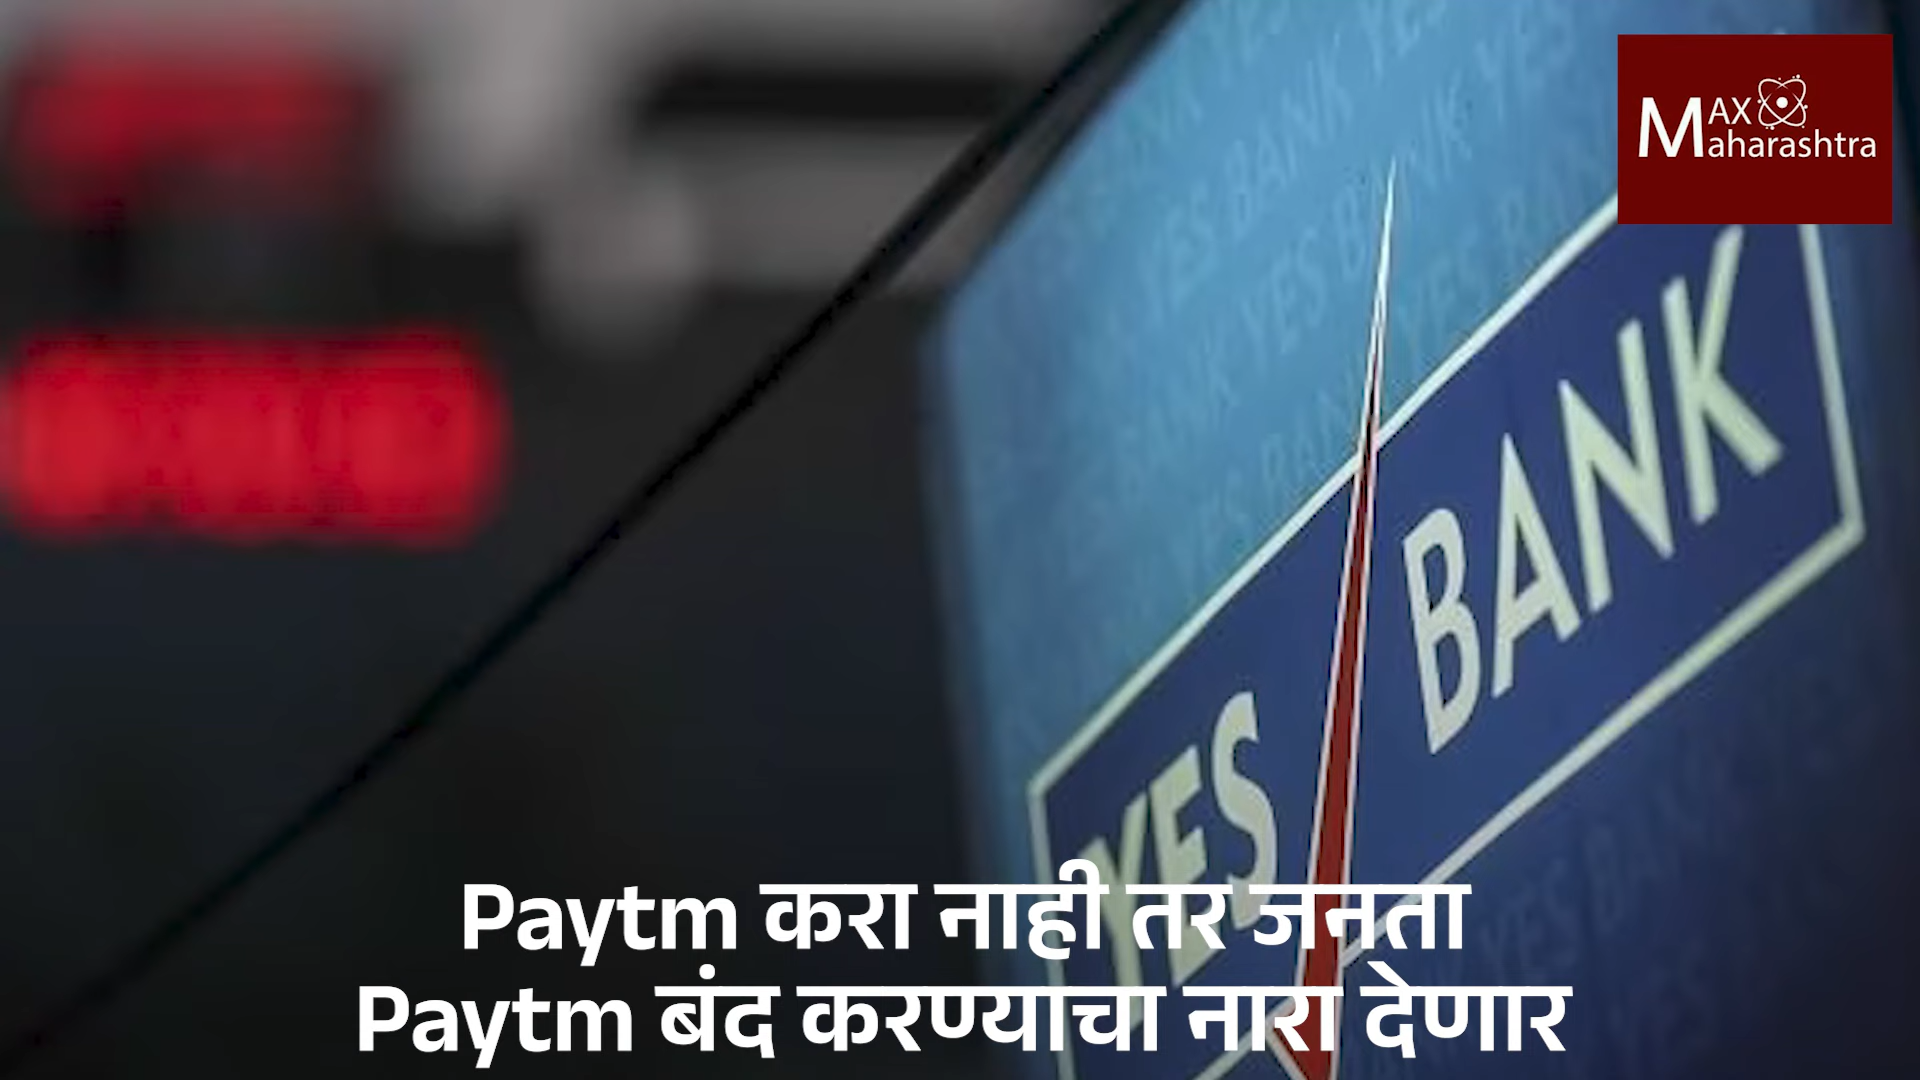 MAX
Maharashtra
YES BANK
Paytm करा नाही तर जनता
Paytm बंद करण्याचा नारा देणार